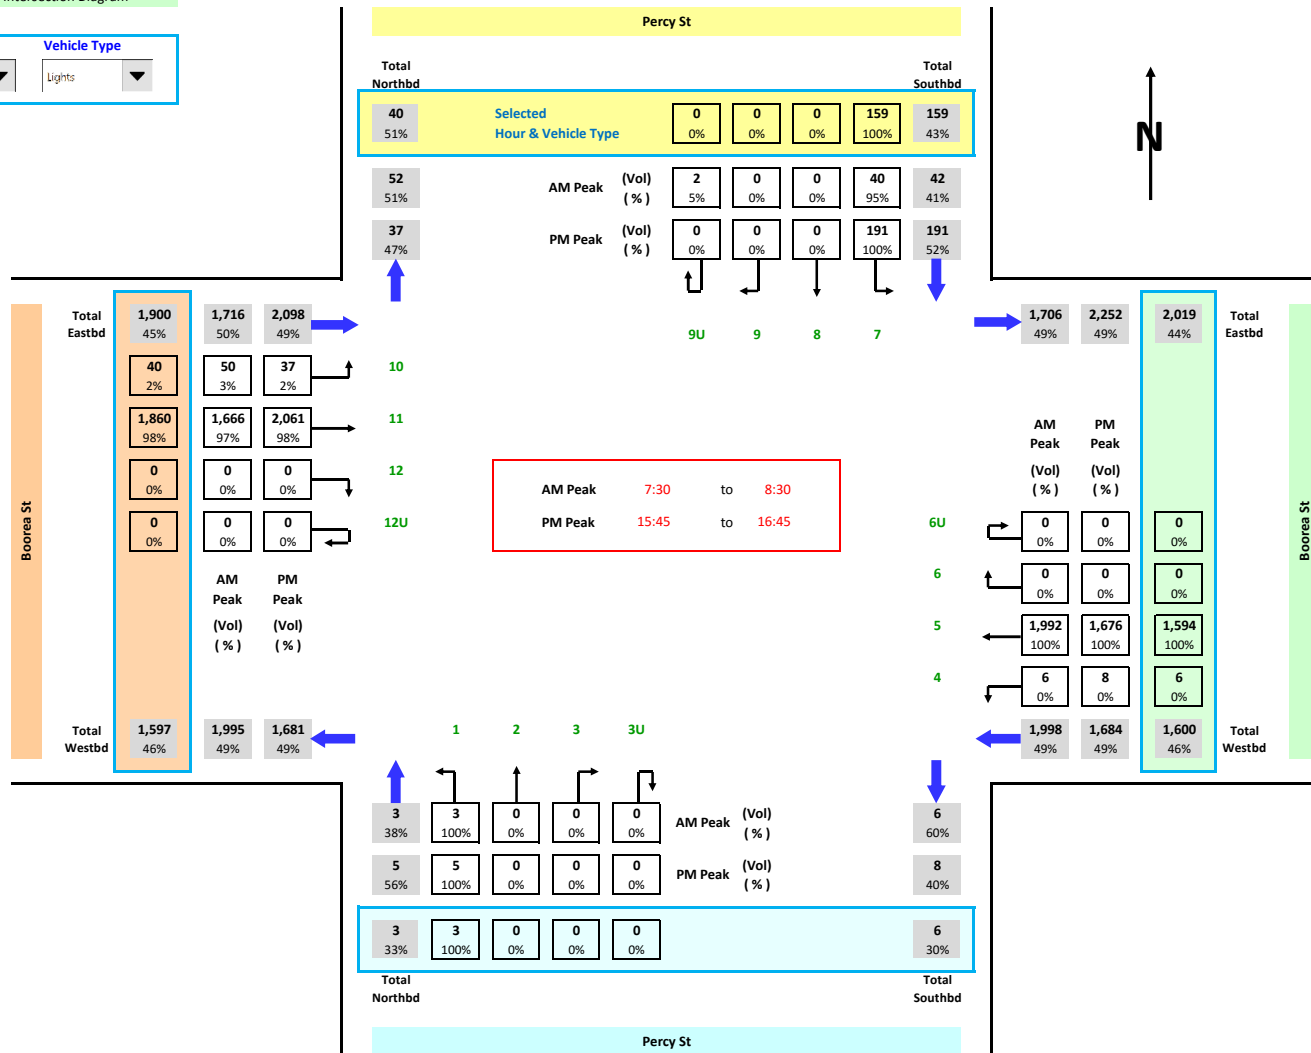 Intersection Diagram
Vehicle Type
Lights
Percy St
Total Northbd
Total Southbd
40 51%
Selected Hour & Vehicle Type
0 0%
0 0%
0 0%
159 100%
159 43%
52 51%
AM Peak (Vol) ( % )
2 5%
0 0%
0 0%
40 95%
42 41%
37 47%
PM Peak (Vol) ( % )
0 0%
0 0%
0 0%
191 100%
191 52%
N
9U 9 8 7
Boorea St
Total Eastbd
1,900 45%
1,716 50%
2,098 49%
40 2%
50 3%
37 2%
10
1,860 98%
1,666 97%
2,061 98%
11
0 0%
0 0%
0 0%
12
0 0%
0 0%
0 0%
12U
AM Peak (Vol) ( % )
PM Peak (Vol) ( % )
Total Westbd
1,597 46%
1,995 49%
1,681 49%
AM Peak 7:30 to 8:30
PM Peak 15:45 to 16:45
1,706 49%
2,252 49%
2,019 44%
Total Eastbd
AM Peak (Vol) ( % )
PM Peak (Vol) ( % )
6U
0 0%
0 0%
0 0%
6
0 0%
0 0%
0 0%
5
1,992 100%
1,676 100%
1,594 100%
4
6 0%
8 0%
6 0%
1,998 49%
1,684 49%
1,600 46%
Total Westbd
Boorea St
1 2 3 3U
3 38%
3 100%
0 0%
0 0%
0 0%
AM Peak (Vol) ( % )
6 60%
5 56%
5 100%
0 0%
0 0%
0 0%
PM Peak (Vol) ( % )
8 40%
3 33%
3 100%
0 0%
0 0%
0 0%
6 30%
Total Northbd
Total Southbd
Percy St